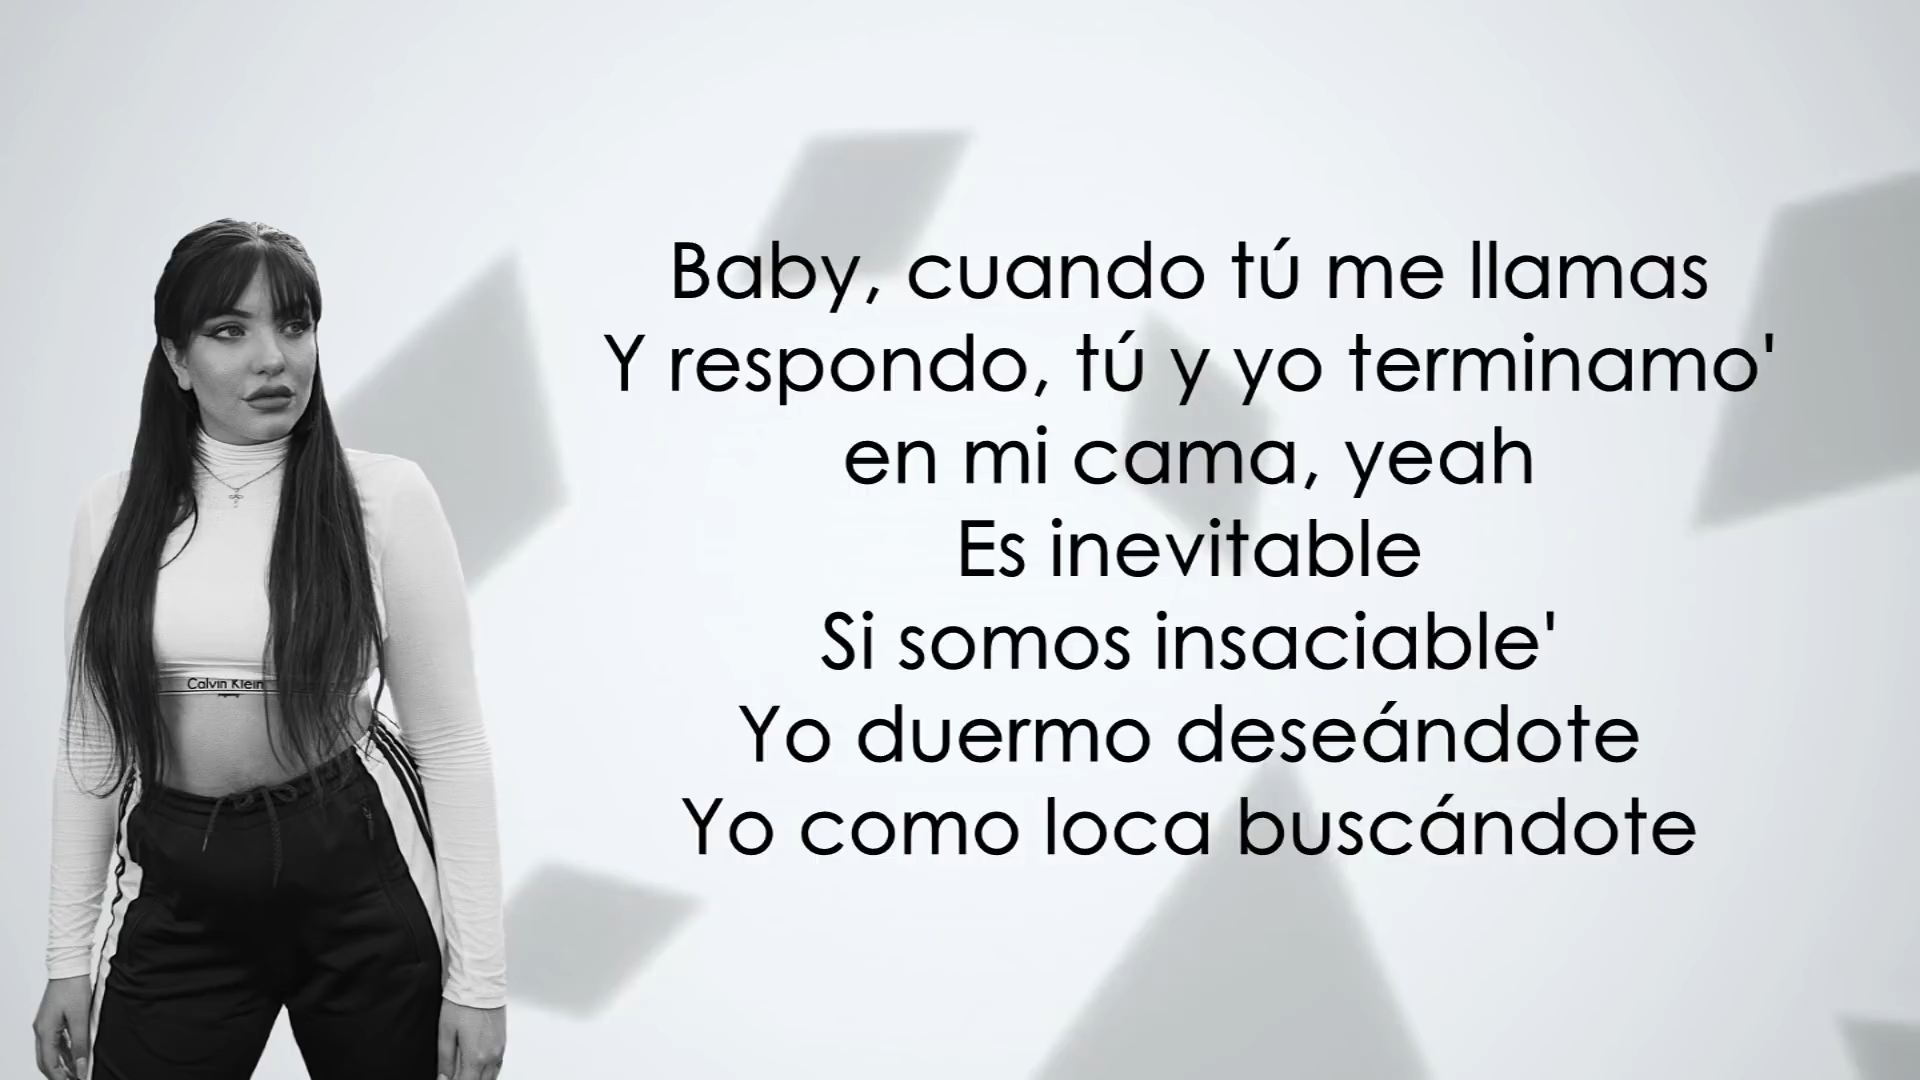 Baby, cuando tú me llamas
Y respondo, tú y yo terminamo'
en mi cama, yeah
Es inevitable
Si somos insaciable'
Yo duermo deseándote
Yo como loca buscándote
Calvin Klein